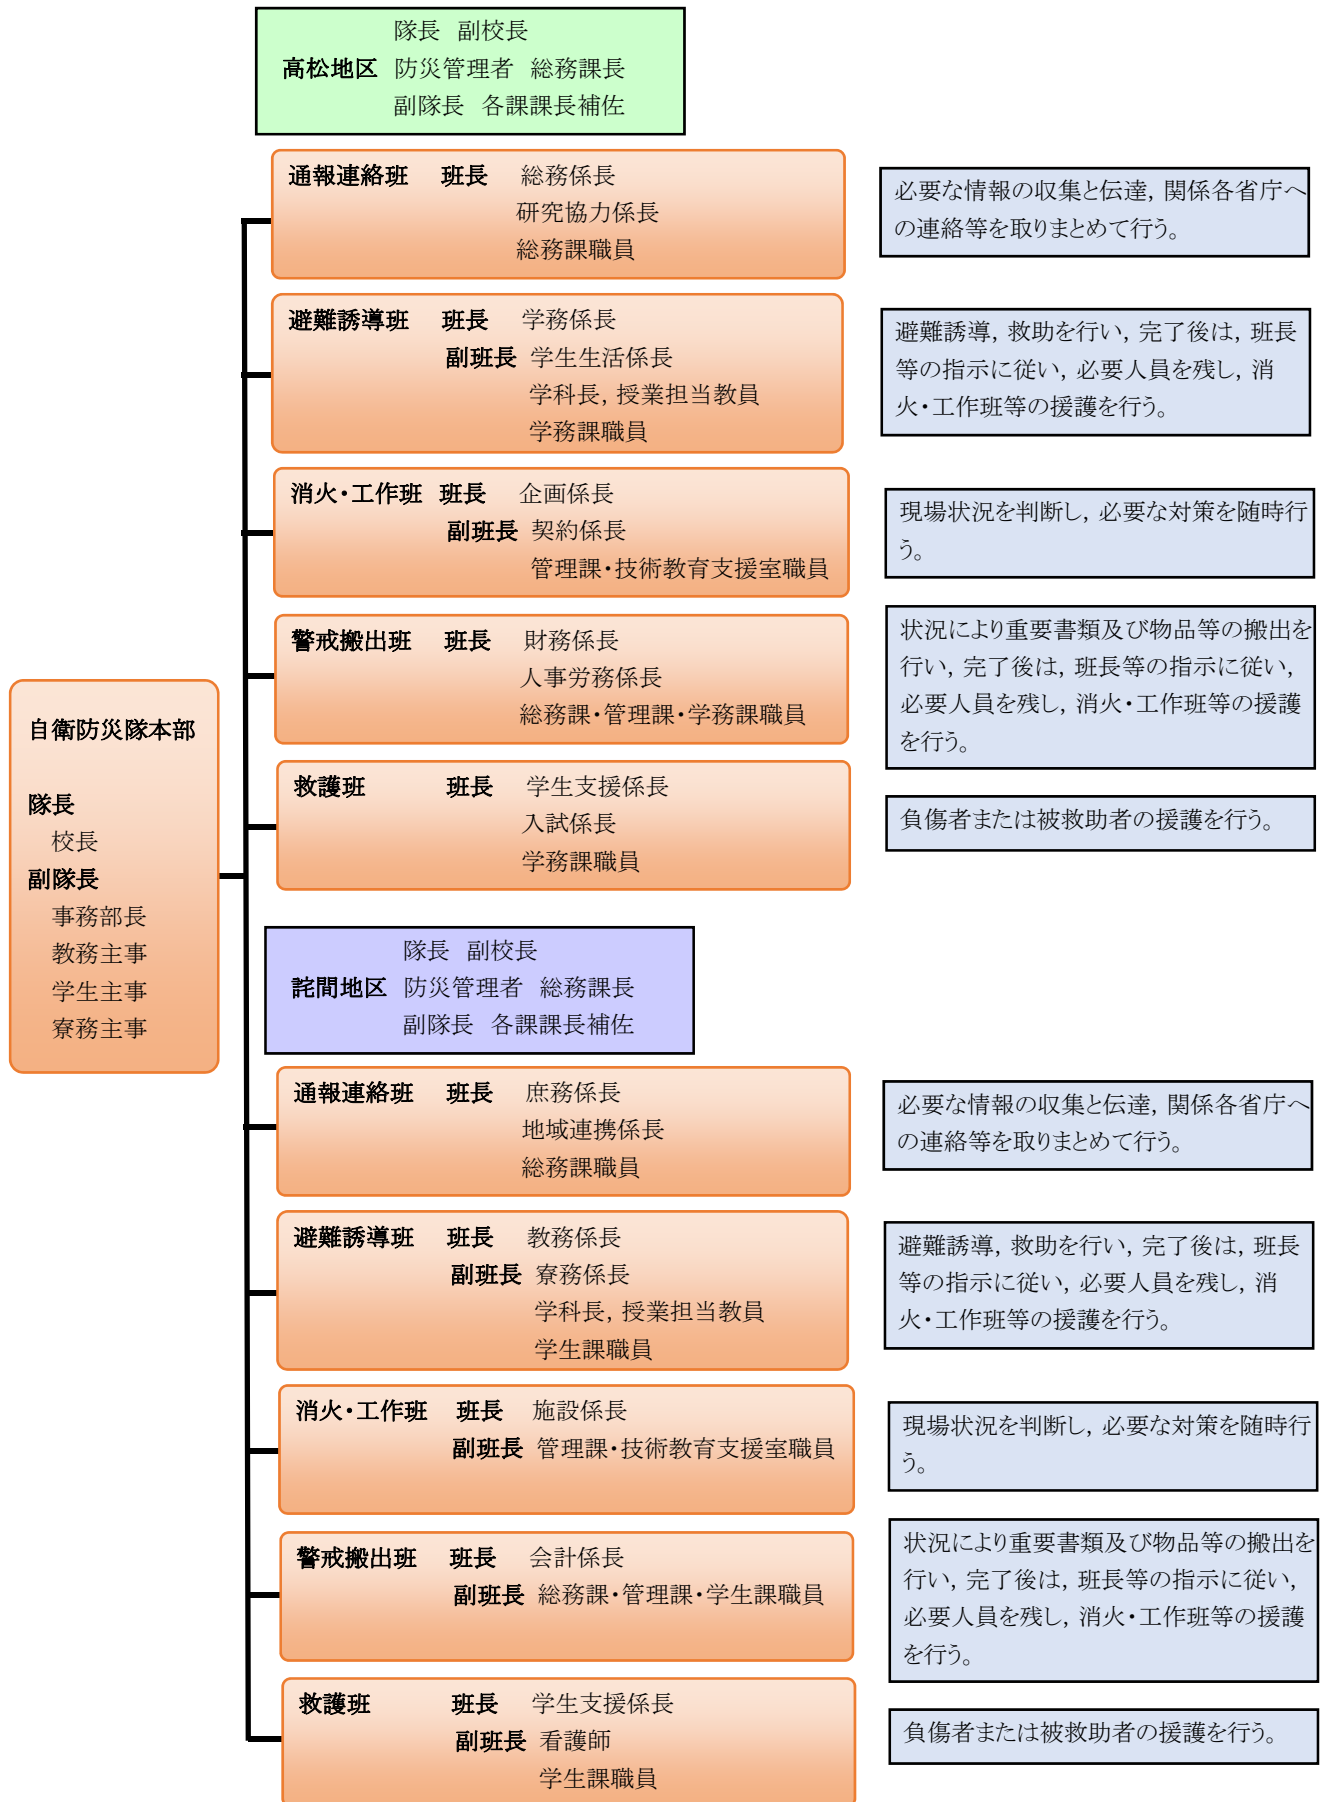 隊長 副校長
高松地区 防災管理者 総務課長
副隊長 各課課長補佐
通報連絡班 班長 総務係長
研究協力係長
総務課職員
必要な情報の収集と伝達, 関係各省庁へ
の連絡等を取りまとめて行う。
避難誘導班 班長 学務係長
副班長 学生生活係長
学科長, 授業担当教員
学務課職員
避難誘導, 救助を行い, 完了後は, 班長
等の指示に従い, 必要人員を残し, 消
火・工作班等の援護を行う。
消火・工作班 班長 企画係長
副班長 契約係長
管理課・技術教育支援室職員
現場状況を判断し, 必要な対策を随時行
う。
警戒搬出班 班長 財務係長
人事労務係長
総務課・管理課・学務課職員
状況により重要書類及び物品等の搬出を
行い, 完了後は, 班長等の指示に従い,
必要人員を残し, 消火・工作班等の援護
を行う。
救護班 班長 学生支援係長
入試係長
学務課職員
負傷者または被救助者の援護を行う。
自衛防災隊本部
隊長
校長
副隊長
事務部長
教務主事
学生主事
寮務主事
隊長 副校長
詫間地区 防災管理者 総務課長
副隊長 各課課長補佐
通報連絡班 班長 庶務係長
地域連携係長
総務課職員
必要な情報の収集と伝達, 関係各省庁へ
の連絡等を取りまとめて行う。
避難誘導班 班長 教務係長
副班長 寮務係長
学科長, 授業担当教員
学生課職員
避難誘導, 救助を行い, 完了後は, 班長
等の指示に従い, 必要人員を残し, 消
火・工作班等の援護を行う。
消火・工作班 班長 施設係長
副班長 管理課・技術教育支援室職員
現場状況を判断し, 必要な対策を随時行
う。
警戒搬出班 班長 会計係長
副班長 総務課・管理課・学生課職員
状況により重要書類及び物品等の搬出を
行い, 完了後は, 班長等の指示に従い,
必要人員を残し, 消火・工作班等の援護
を行う。
救護班 班長 学生支援係長
副班長 看護師
学生課職員
負傷者または被救助者の援護を行う。